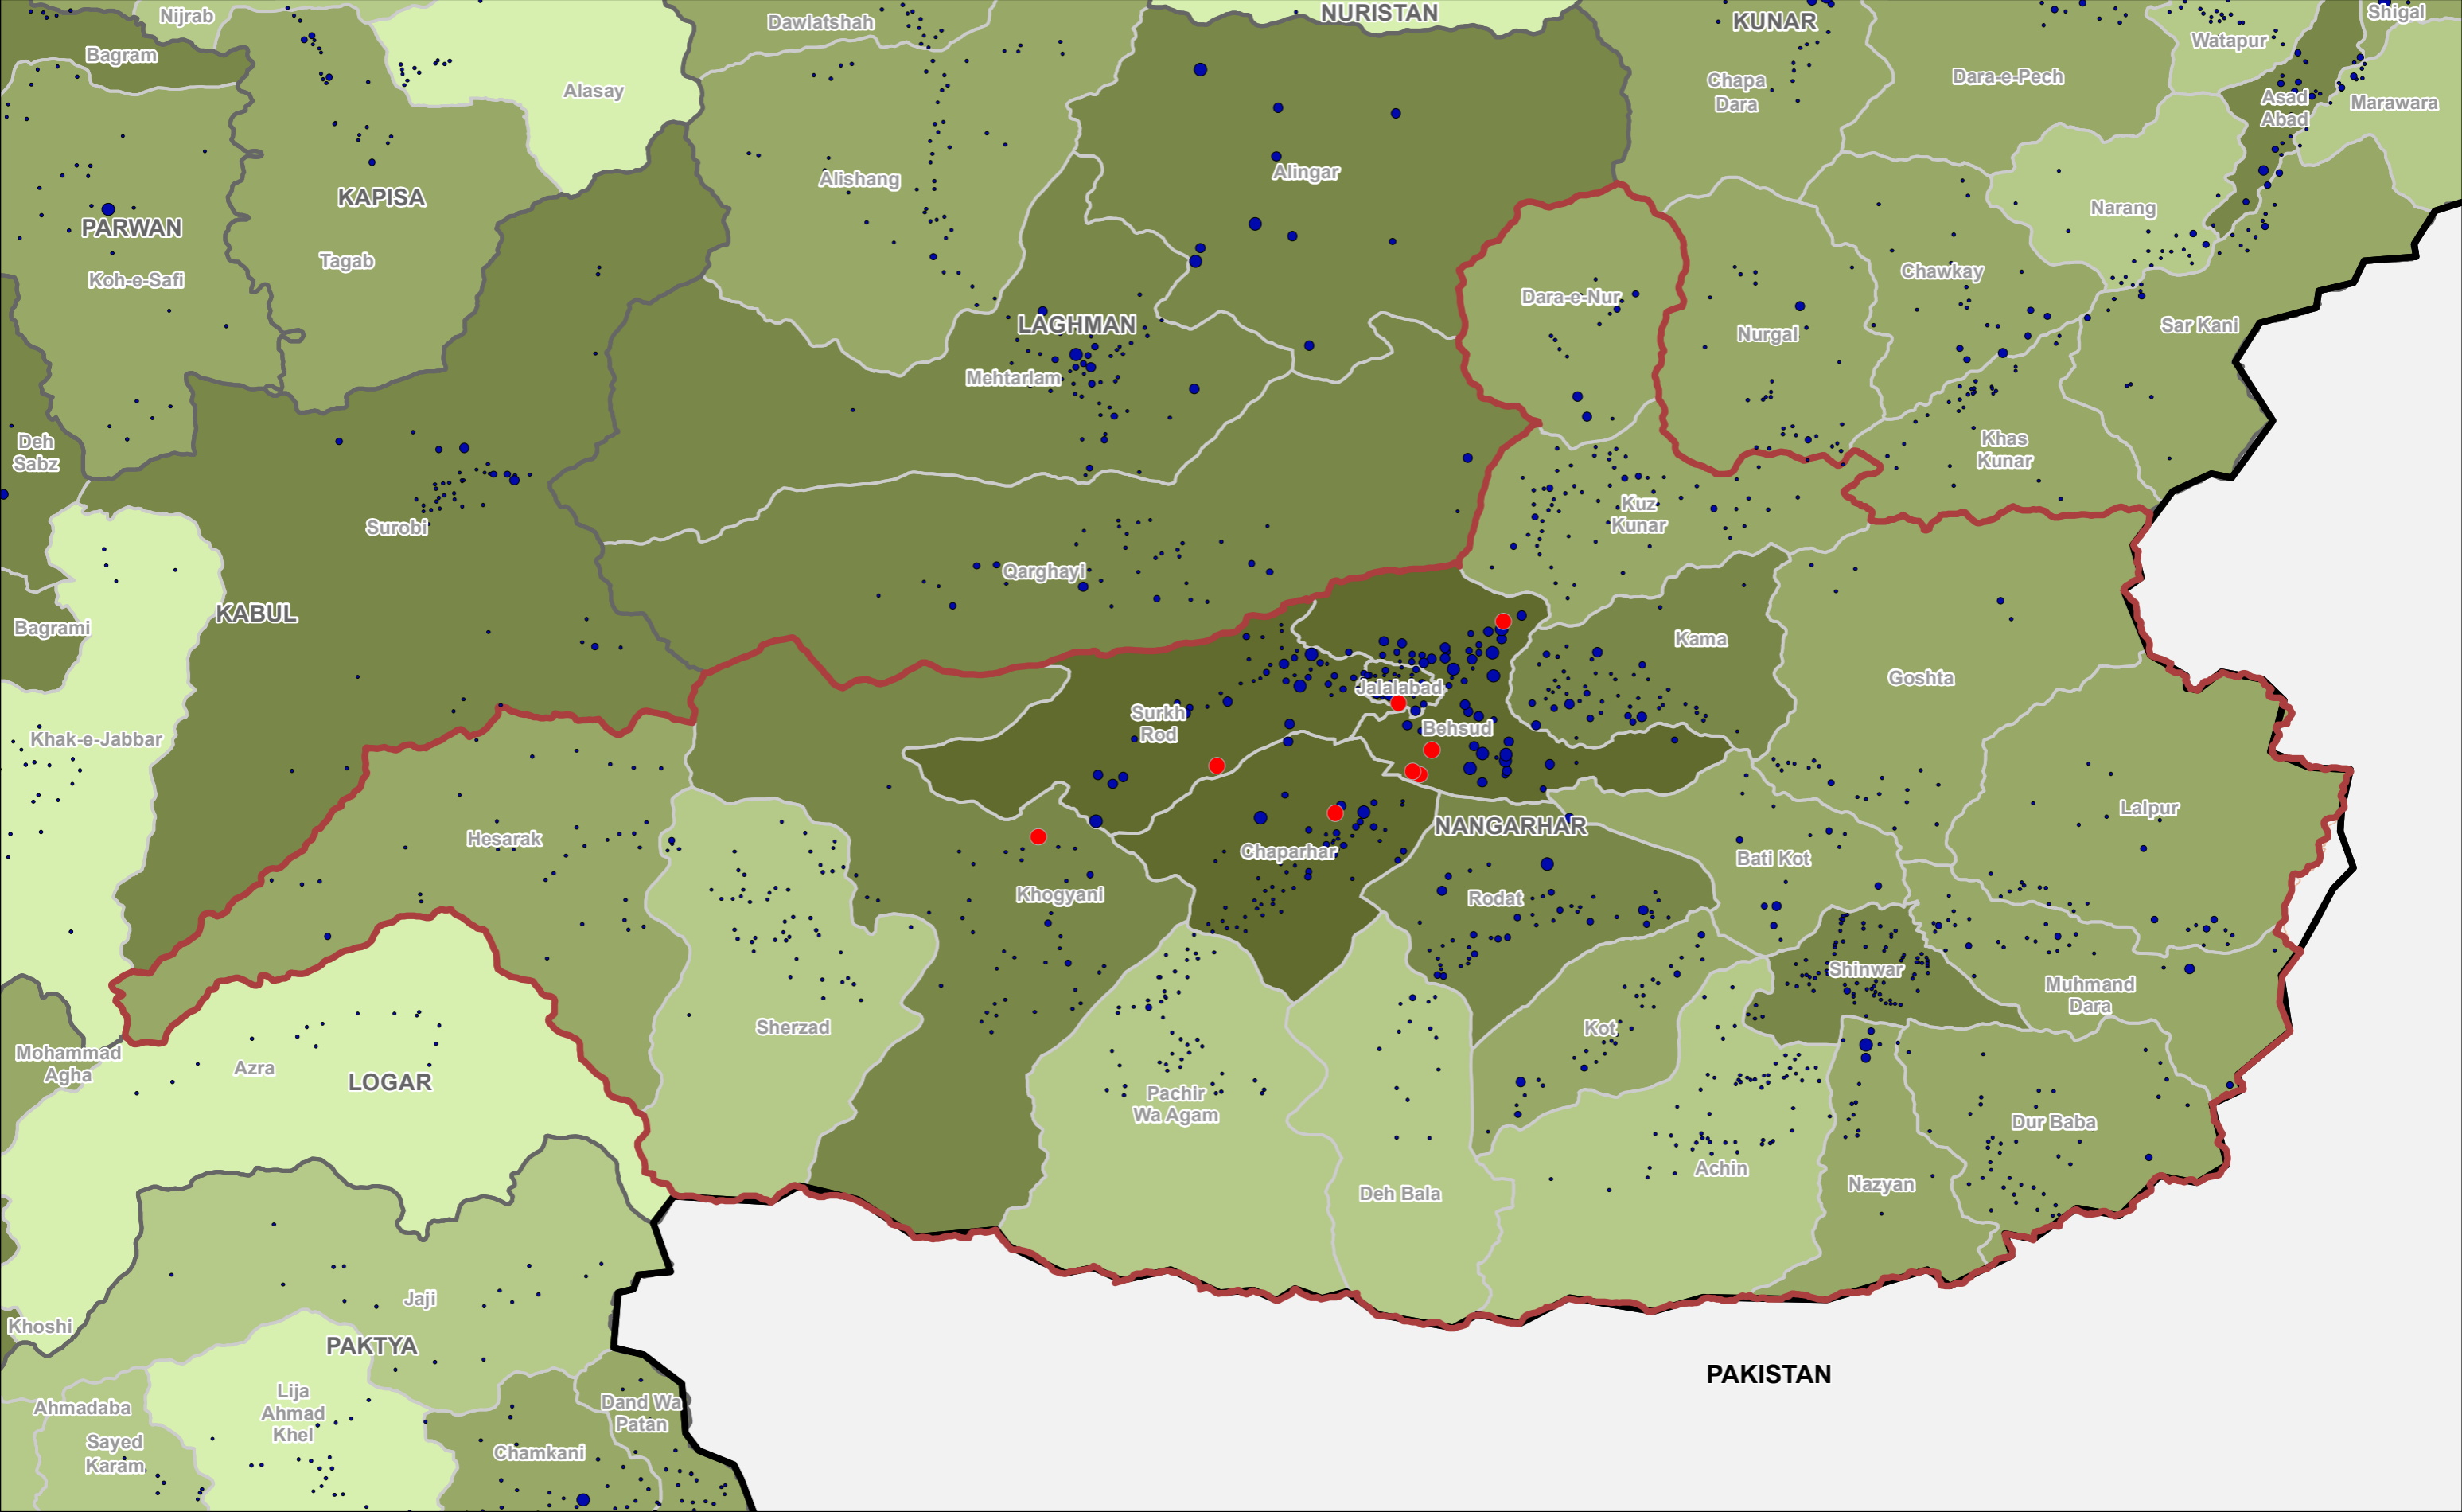 Nijrab
Dawlatshah
NURISTAN
KUNAR
Shigal
Watapur
Bagram
Alasay
Chapa
Dara
Dara-e-Pech
Asad
Abad
Marawara
Alishang
Alingar
KAPISA
PARWAN
Narang
Tagab
Koh-e-Safi
Chawkay
Dara-e-Nur
LAGHMAN
Nurgal
Sar Kani
Mehtarlam
Deh
Sabz
Khas
Kunar
Surobi
Kuz
Kunar
Qarghayi
KABUL
Bagrami
Kama
Goshta
Jalalabad
Surkh
Rod
Behsud
Khak-e-Jabbar
Lalpur
Hesarak
NANGARHAR
Chaparhar
Bati Kot
Khogyani
Rodat
Shinwar
Muhmand
Dara
Sherzad
Kot
Mohammad
Agha
Azra
LOGAR
Pachir
Wa Agam
Dur Baba
Achin
Nazyan
Deh Bala
Jaji
Khoshi
PAKTYA
PAKISTAN
Lija
Ahmad
Khel
Ahmadaba
Dand Wa
Patan
Sayed
Karam
Chamkani